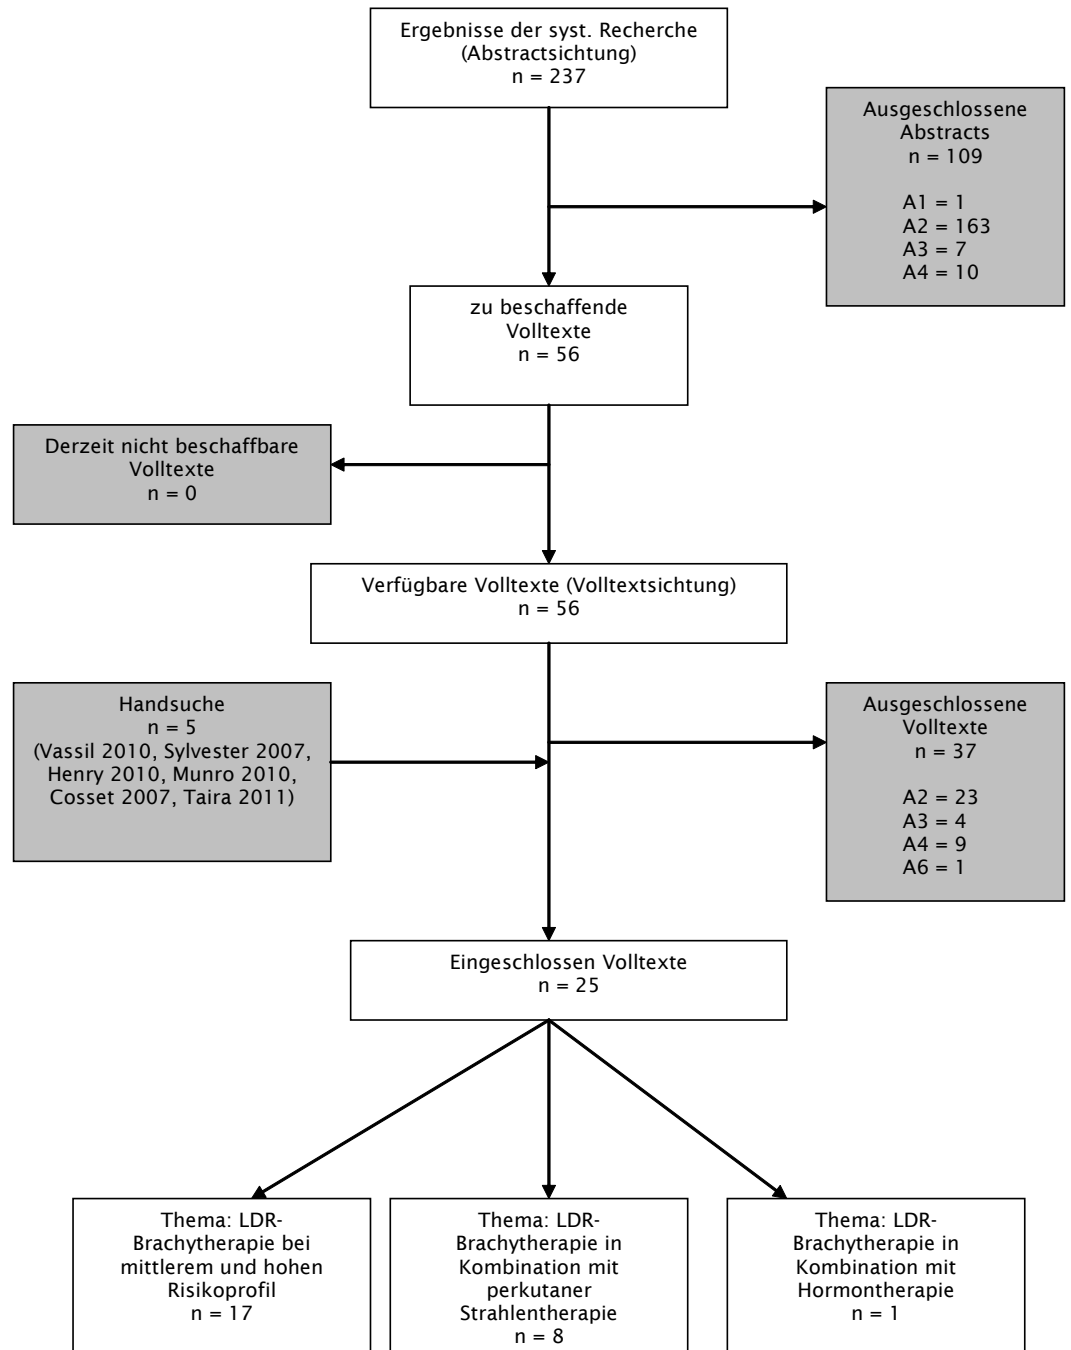 Ergebnisse der syst. Recherche
(Abstractsichtung)
n = 237
Ausgeschlossene
Abstracts
n = 109
A1 = 1
A2 = 163
A3 = 7
A4 = 10
zu beschaffende
Volltexte
n = 56
Derzeit nicht beschaffbare
Volltexte
n = 0
Verfügbare Volltexte (Volltextsichtung)
n = 56
Handsuche
n = 5
(Vassil 2010, Sylvester 2007,
Henry 2010, Munro 2010,
Cosset 2007, Taira 2011)
Ausgeschlossene
Volltexte
n = 37
A2 = 23
A3 = 4
A4 = 9
A6 = 1
Eingeschlossen Volltexte
n = 25
Thema: LDR-
Brachytherapie bei
mittlerem und hohen
Risikoprofil
n = 17
Thema: LDR-
Brachytherapie in
Kombination mit
perkutaner
Strahlentherapie
n = 8
Thema: LDR-
Brachytherapie in
Kombination mit
Hormontherapie
n = 1